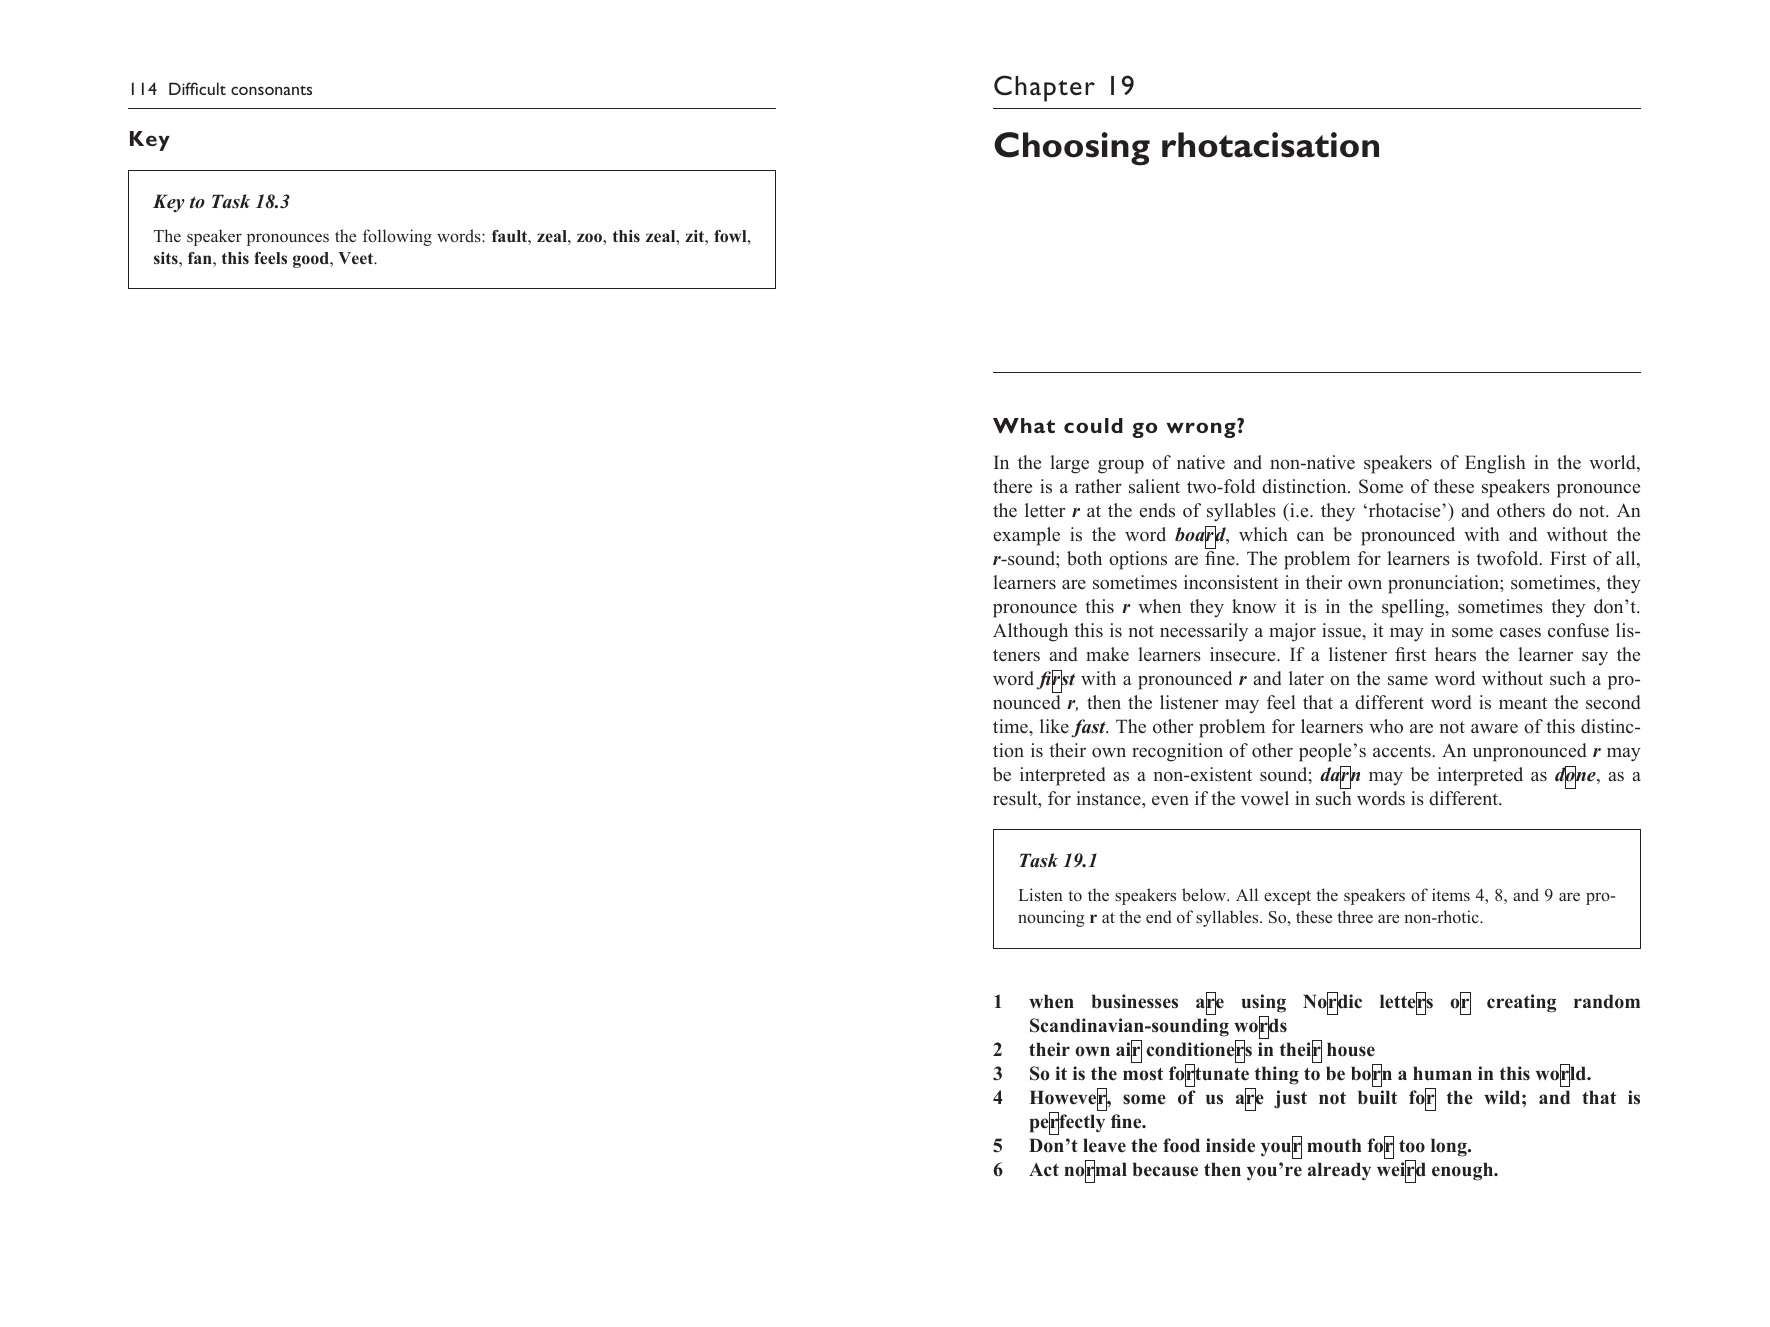 114 Difficult consonants
Key
Key to Task 18.3
The speaker pronounces the following words: fault, zeal, zoo, this zeal, zit, fowl,
sits, fan, this feels good, Veet.
Chapter 19
Choosing rhotacisation
What could go wrong?
In the large group of native and non-native speakers of English in the world,
there is a rather salient two-fold distinction. Some of these speakers pronounce
the letter r at the ends of syllables (i.e. they ‘rhotacise’) and others do not. An
example is the word board, which can be pronounced with and without the
r-sound; both options are fine. The problem for learners is twofold. First of all,
learners are sometimes inconsistent in their own pronunciation; sometimes, they
pronounce this r when they know it is in the spelling, sometimes they don’t.
Although this is not necessarily a major issue, it may in some cases confuse lis-
teners and make learners insecure. If a listener first hears the learner say the
word first with a pronounced r and later on the same word without such a pro-
nounced r, then the listener may feel that a different word is meant the second
time, like fast. The other problem for learners who are not aware of this distinc-
tion is their own recognition of other people’s accents. An unpronounced r may
be interpreted as a non-existent sound; darn may be interpreted as done, as a
result, for instance, even if the vowel in such words is different.
Task 19.1
Listen to the speakers below. All except the speakers of items 4, 8, and 9 are pro-
nouncing r at the end of syllables. So, these three are non-rhotic.
1 when businesses are using Nordic letters or creating random
Scandinavian-sounding words
2 their own air conditioners in their house
3 So it is the most fortunate thing to be born a human in this world.
4 However, some of us are just not built for the wild; and that is
perfectly fine.
5 Don’t leave the food inside your mouth for too long.
6 Act normal because then you’re already weird enough.